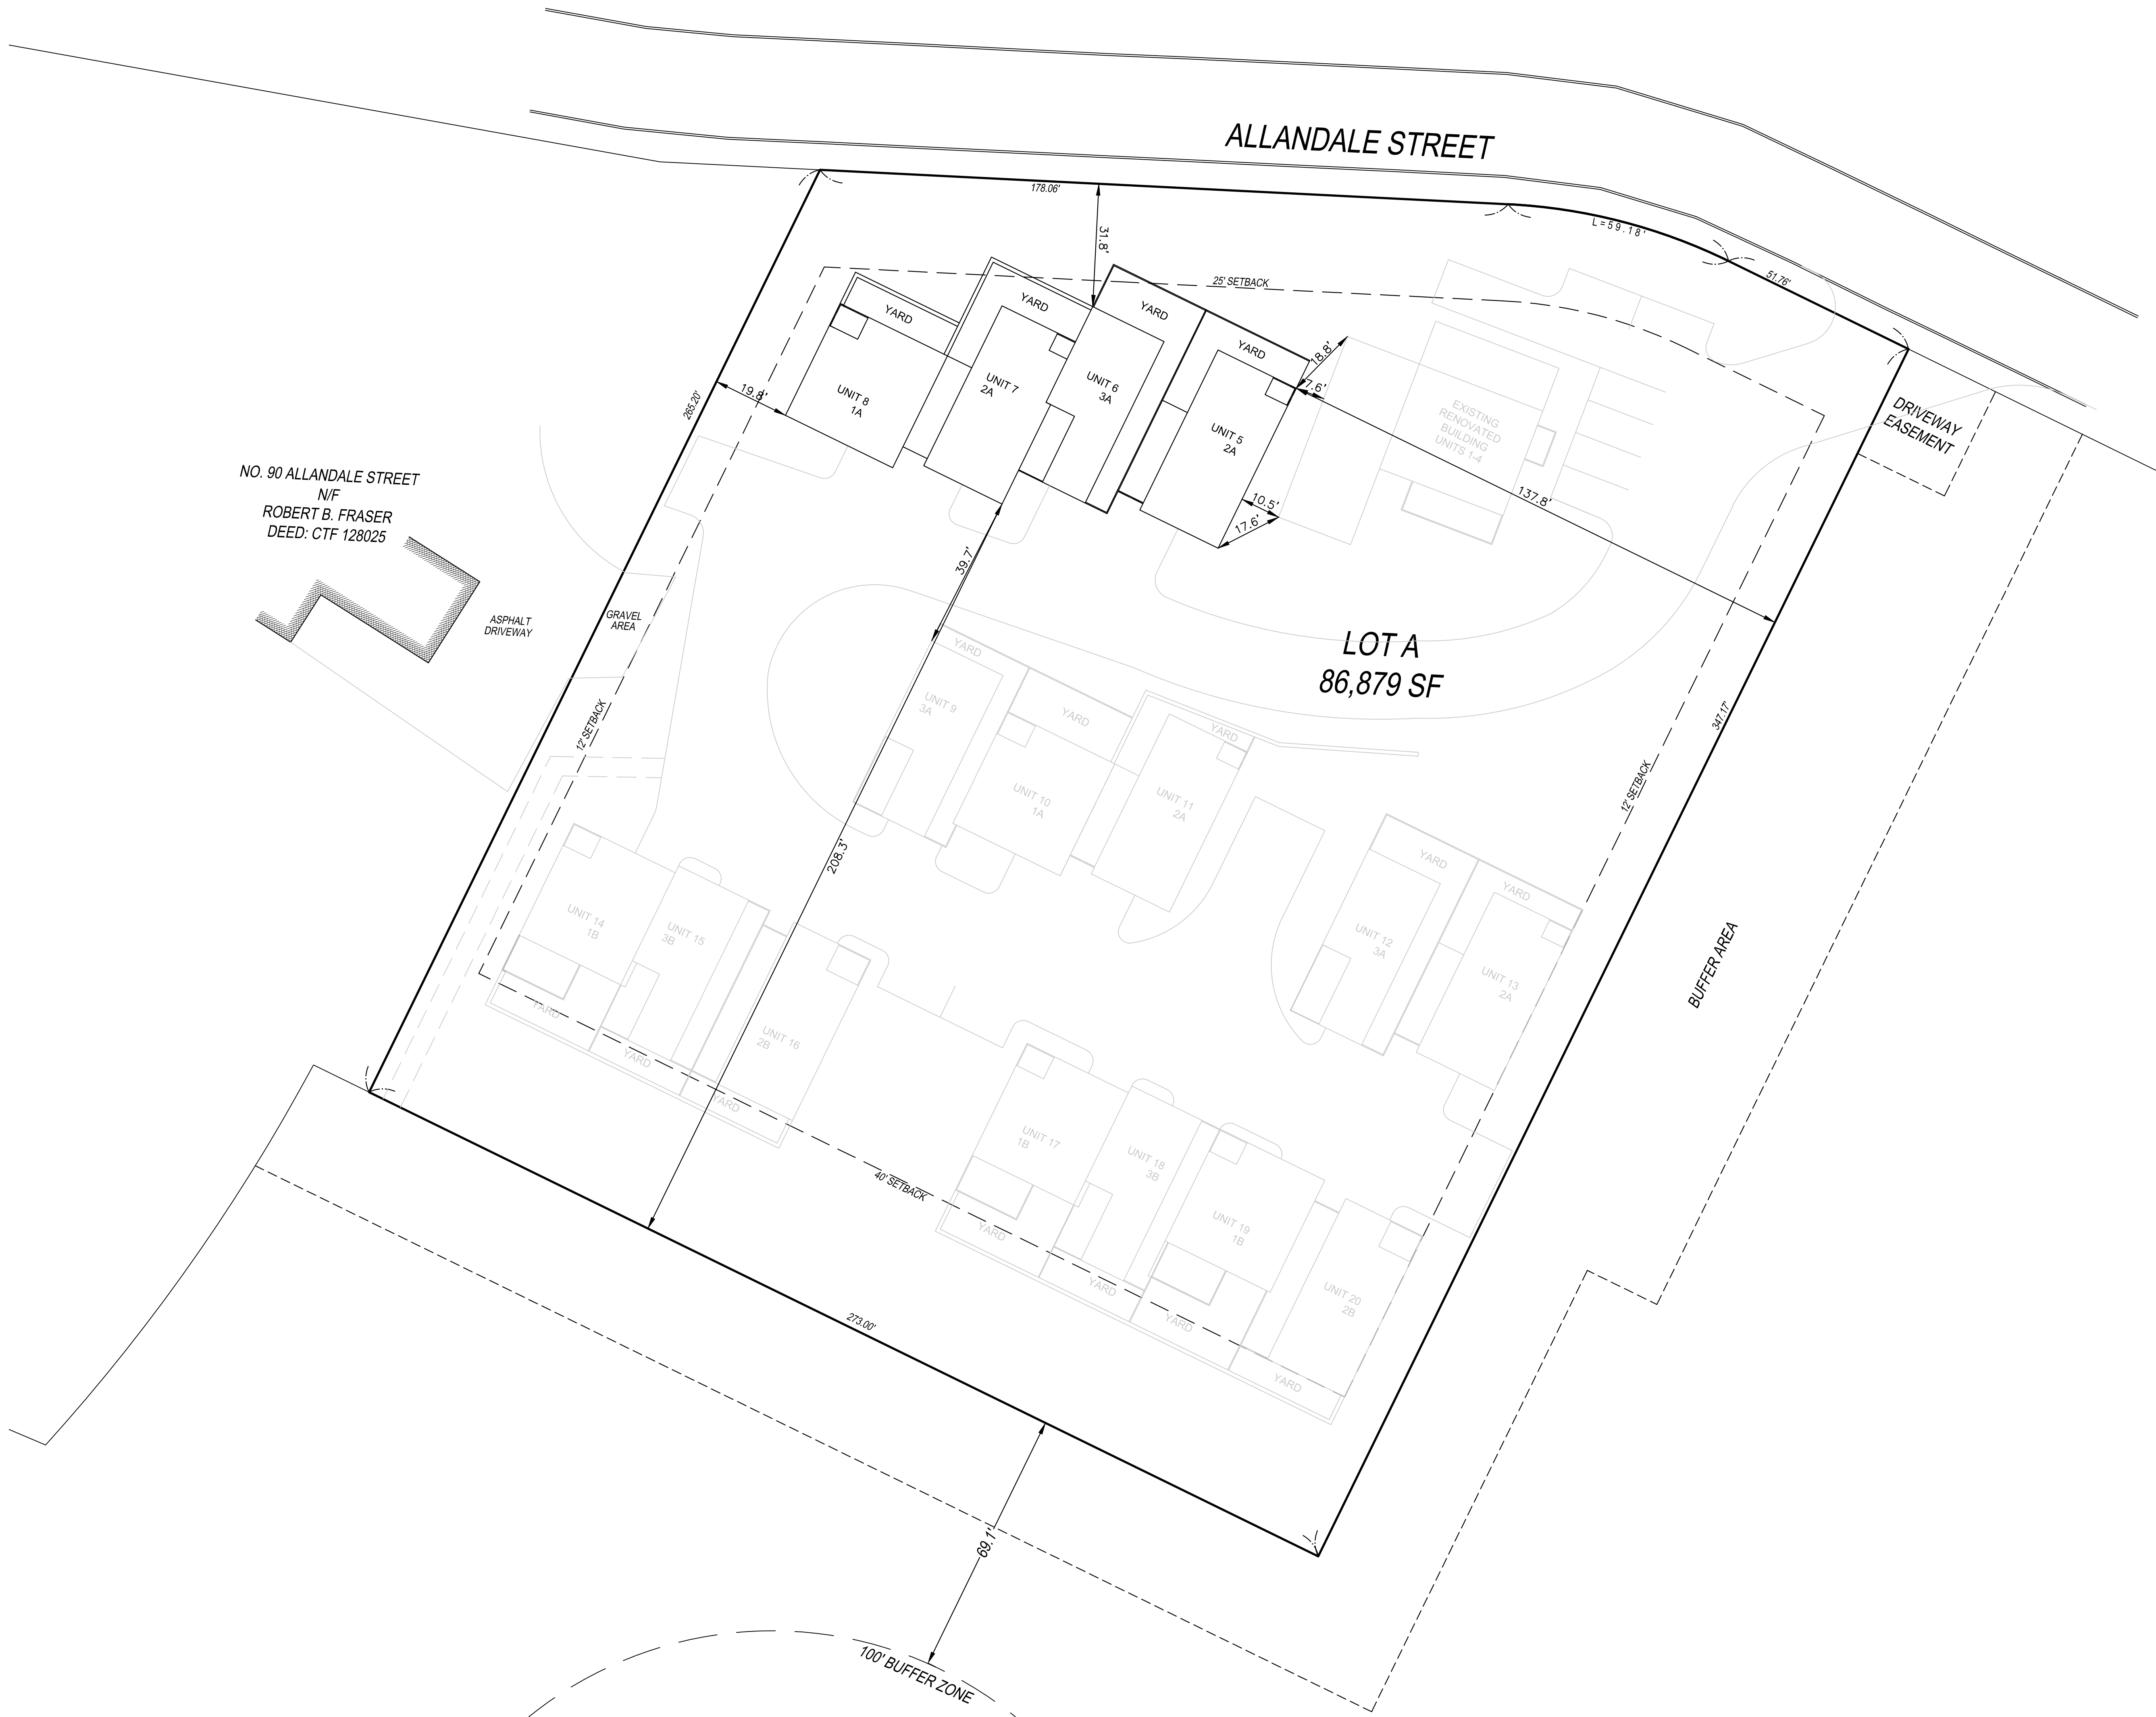 ALLANDALE STREET
178.06'
L=59.18'
51.76'
31.8'
25' SETBACK
YARD
YARD
YARD
YARD
18.8'
7.6'
UNIT 8
1A
UNIT 7
2A
UNIT 6
3A
UNIT 5
2A
19.8'
265.20'
EXISTING
RENOVATED
BUILDING
UNITS 1-4
DRIVEWAY
EASEMENT
NO. 90 ALLANDALE STREET
N/F
ROBERT B. FRASER
DEED: CTF 128025
10.5'
17.6'
137.8'
39.7'
ASPHALT
DRIVEWAY
GRAVEL
AREA
LOT A
86,879 SF
12' SETBACK
347.17'
12' SETBACK
YARD
UNIT 9
3A
YARD
YARD
UNIT 10
1A
UNIT 11
2A
208.3'
YARD
YARD
UNIT 12
3A
UNIT 13
2A
BUFFER AREA
UNIT 14
1B
UNIT 15
3B
UNIT 16
2B
YARD
YARD
YARD
UNIT 17
1B
UNIT 18
3B
UNIT 19
1B
UNIT 20
2B
40' SETBACK
YARD
YARD
YARD
YARD
273.00'
69.1'
100' BUFFER ZONE